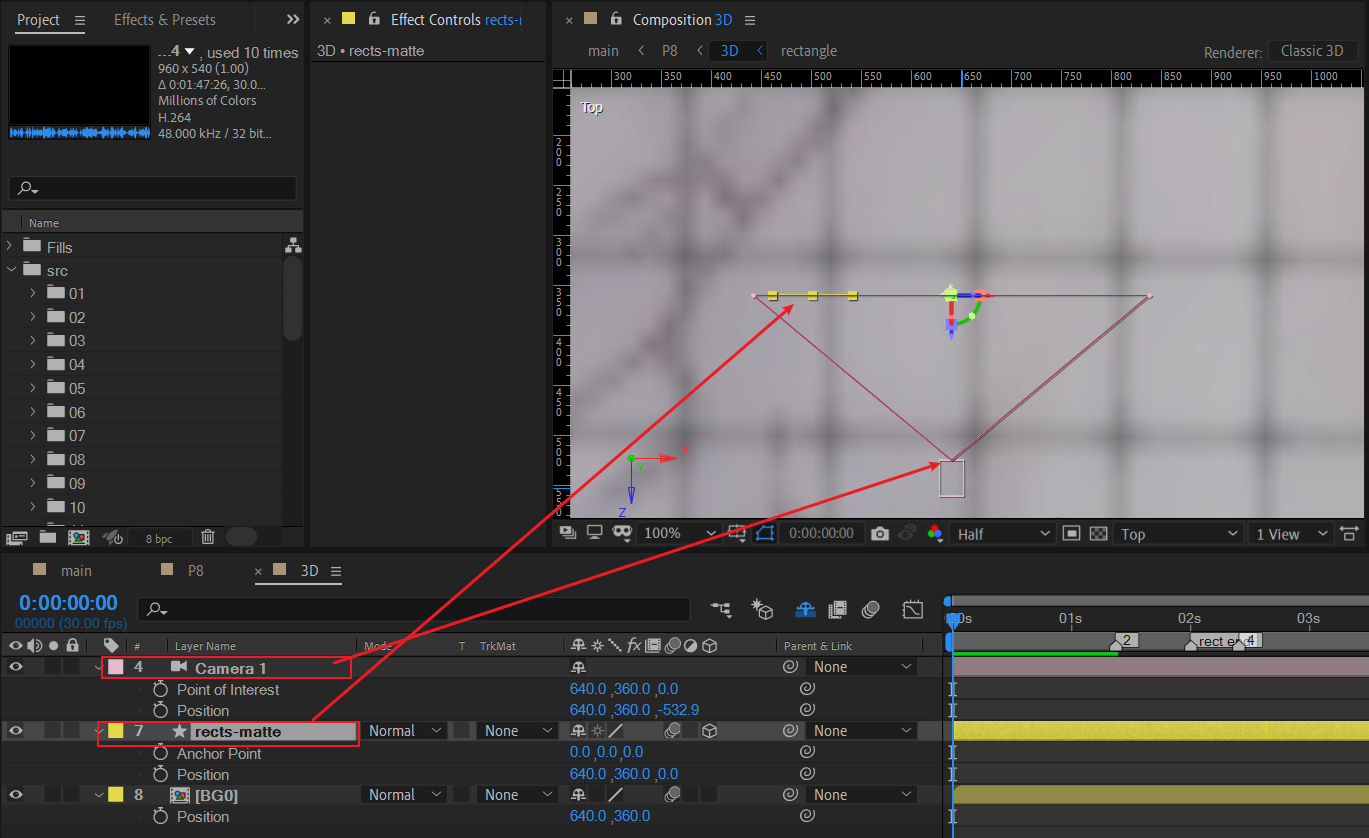 Project
Effects & Presets
Effect Controls rects-
Composition 3D
....4 , used 10 times
960 x 540 (1.00)
Δ 0:01:47:26, 30.0...
Millions of Colors
H.264
48.000 kHz / 32 bit...
3D • rects-matte
main
P8
3D
rectangle
Renderer:
Classic 3D
300 350 400 450 500 550 600 650 700 750 800 850 900 950 1000
Top
200
250
300
350
400
450
500
X
Y
Z
Name
Fills
src
01
02
03
04
05
06
07
08
09
10
8 bpc
100%
0:00:00:00
Half
Top
1 View
main
P8
3D
0:00:00:00
00000 (30.00 fps)
01s
02s
03s
2
rect e
4
#
Layer Name
Mode
T
TrkMat
Parent & Link
4
Camera 1
None
Point of Interest
640.0 ,360.0 ,0.0
Position
640.0 ,360.0 ,-532.9
7
rects-matte
Normal
None
None
Anchor Point
0.0 ,0.0 ,0.0
Position
640.0 ,360.0 ,0.0
8
[BG0]
Normal
None
None
Position
640.0 ,360.0